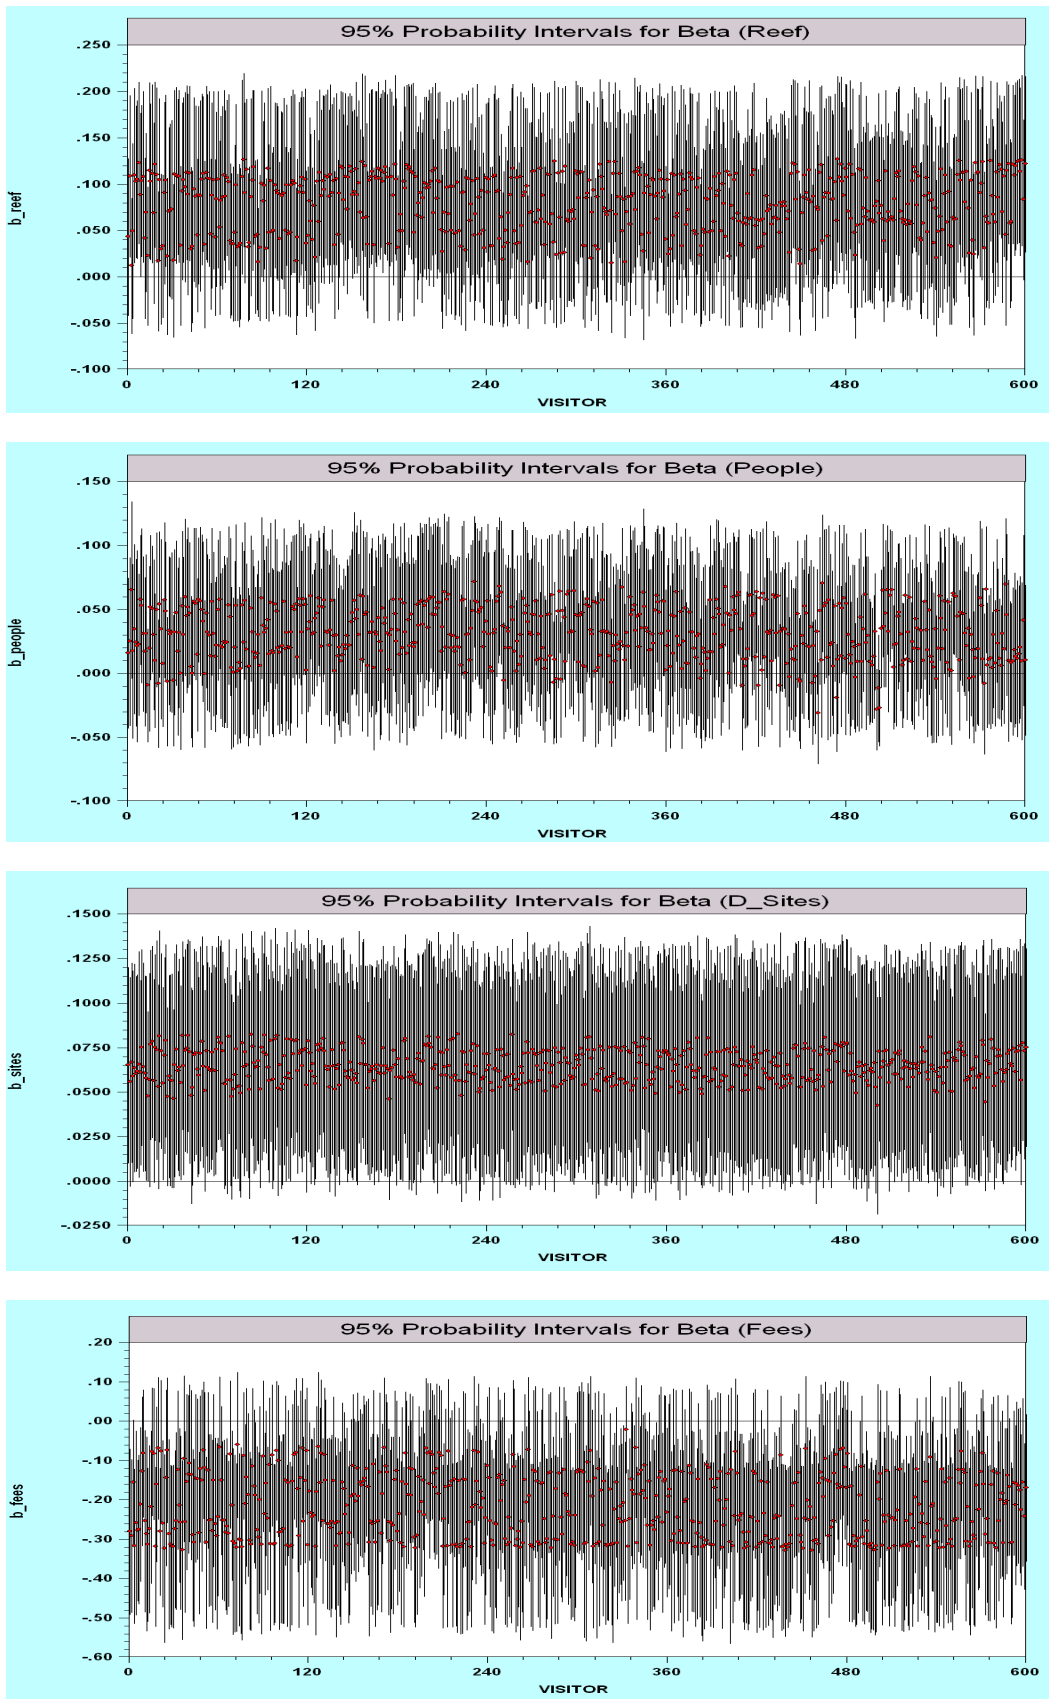 95% Probability Intervals for Beta (Reef)
.250
.200
.150
.100
.050
.000
-.050
-.100
b_reef
0 120 240 360 480 600
VISITOR
95% Probability Intervals for Beta (People)
.150
.100
.050
.000
-.050
-.100
b_people
0 120 240 360 480 600
VISITOR
95% Probability Intervals for Beta (D_Sites)
.1500
.1250
.1000
.0750
.0500
.0250
.0000
-.0250
b_sites
0 120 240 360 480 600
VISITOR
95% Probability Intervals for Beta (Fees)
.20
.10
.00
-.10
-.20
-.30
-.40
-.50
-.60
b_fees
0 120 240 360 480 600
VISITOR